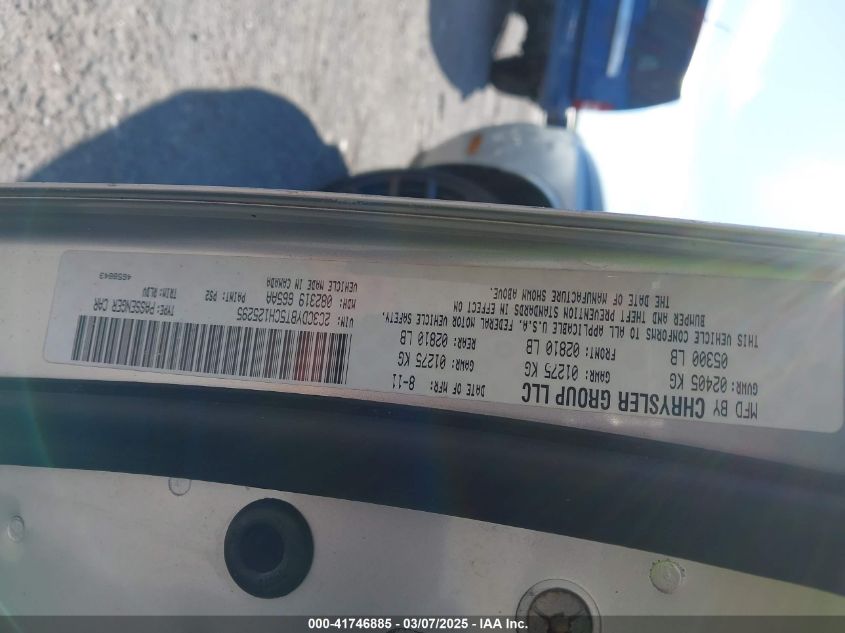 MFD BY CHRYSLER GROUP LLC
DATE OF MFR: 8-11
GVWR: 02405 KG
GAWR: 01275 KG
GAWR: 01275 KG
05300 LB
FRONT: 02810 LB
REAR: 02810 LB
THIS VEHICLE CONFORMS TO ALL APPLICABLE U.S.A. FEDERAL MOTOR VEHICLE SAFETY,
BUMPER AND THEFT PREVENTION STANDARDS IN EFFECT ON
THE DATE OF MANUFACTURE SHOWN ABOVE.
VIN: 2C3CDYBT5CH125295
TYPE: PASSENGER CAR
MDH: 082319 665AA
PAINT: PS2
TRIM: RLDV
VEHICLE MADE IN CANADA
4656643
000-41746885 — 03/07/2025 — IAA Inc.